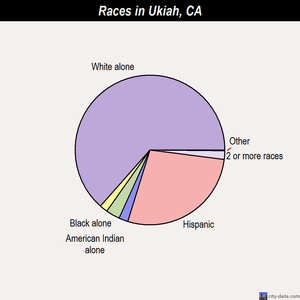 Races in Ukiah, CA
White alone
Other
2 or more races
Black alone
Hispanic
American Indian
alone
city-data.com